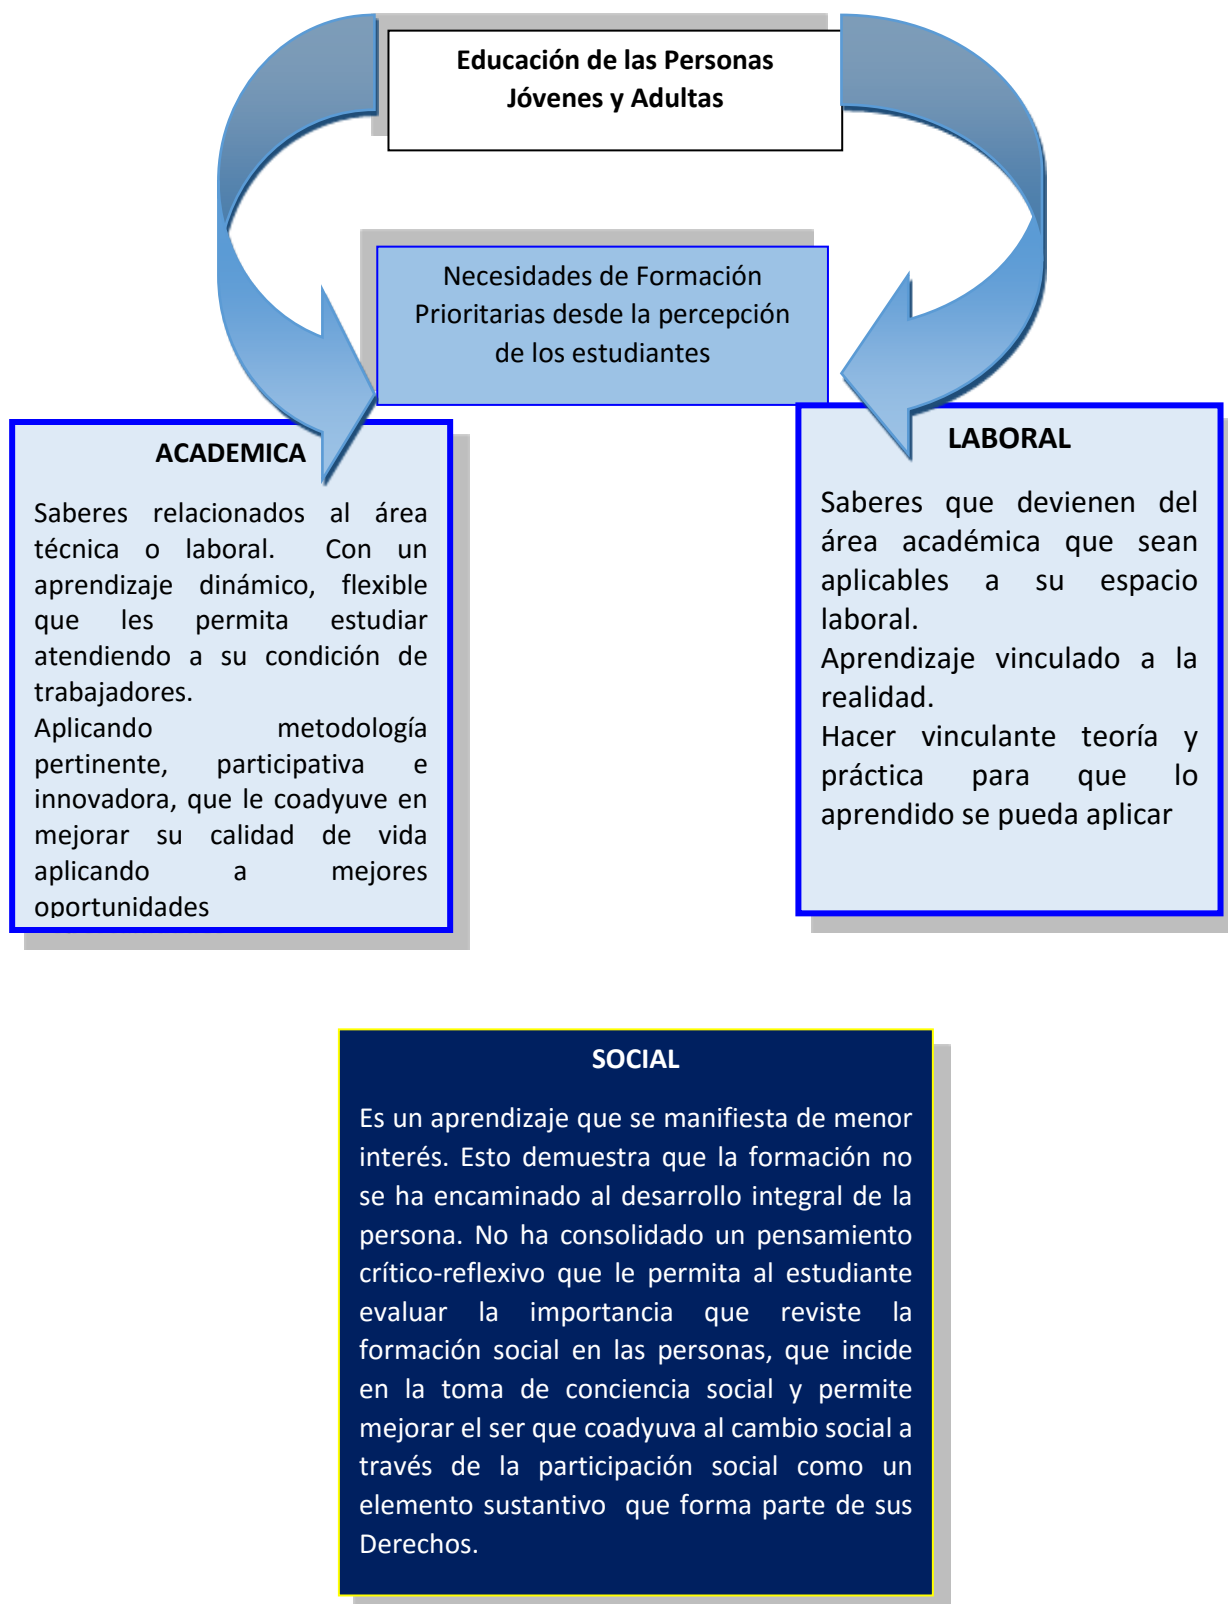 Educación de las Personas
Jóvenes y Adultas
Necesidades de Formación
Prioritarias desde la percepción
de los estudiantes
ACADEMICA
Saberes relacionados al área
técnica o laboral. Con un
aprendizaje dinámico, flexible
que les permita estudiar
atendiendo a su condición de
trabajadores.
Aplicando metodología
pertinente, participativa e
innovadora, que le coadyuve en
mejorar su calidad de vida
aplicando a mejores
oportunidades
LABORAL
Saberes que devienen del
área académica que sean
aplicables a su espacio
laboral.
Aprendizaje vinculado a la
realidad.
Hacer vinculante teoría y
práctica para que lo
aprendido se pueda aplicar
SOCIAL
Es un aprendizaje que se manifiesta de menor
interés. Esto demuestra que la formación no
se ha encaminado al desarrollo integral de la
persona. No ha consolidado un pensamiento
crítico-reflexivo que le permita al estudiante
evaluar la importancia que reviste la
formación social en las personas, que incide
en la toma de conciencia social y permite
mejorar el ser que coadyuva al cambio social a
través de la participación social como un
elemento sustantivo que forma parte de sus
Derechos.